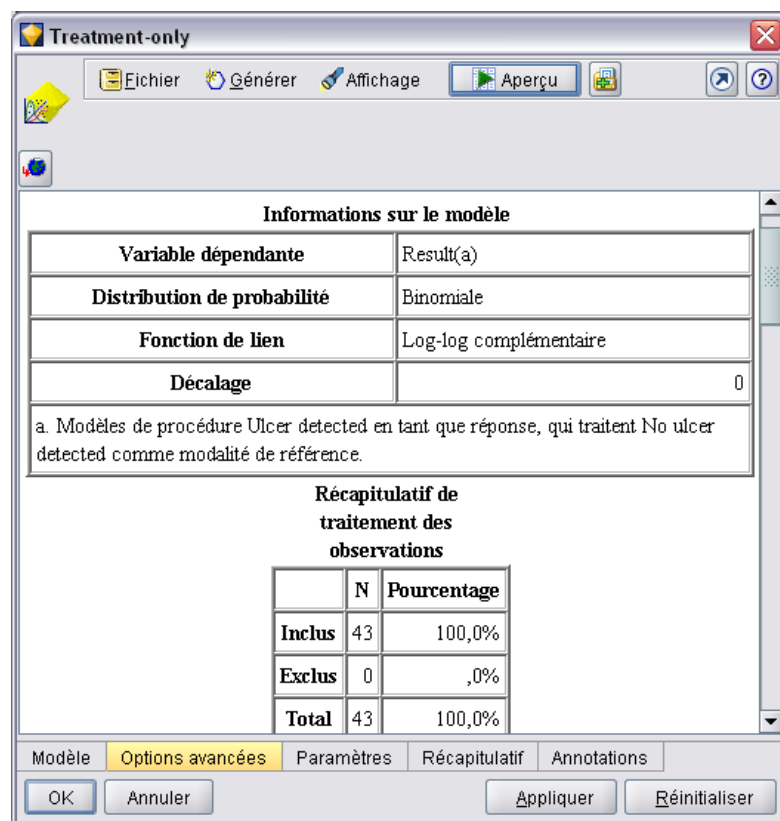 Treatment-only
Fichier Générer Affichage Aperçu
Informations sur le modèle
Variable dépendante Result(a)
Distribution de probabilité Binomiale
Fonction de lien Log-log complémentaire
Décalage 0
a. Modèles de procédure Ulcer detected en tant que réponse, qui traitent No ulcer
detected comme modalité de référence.
Récapitulatif de
traitement des
observations
N Pourcentage
Inclus 43 100,0%
Exclus 0 ,0%
Total 43 100,0%
Modèle Options avancées Paramètres Récapitulatif Annotations
OK Annuler Appliquer Réinitialiser